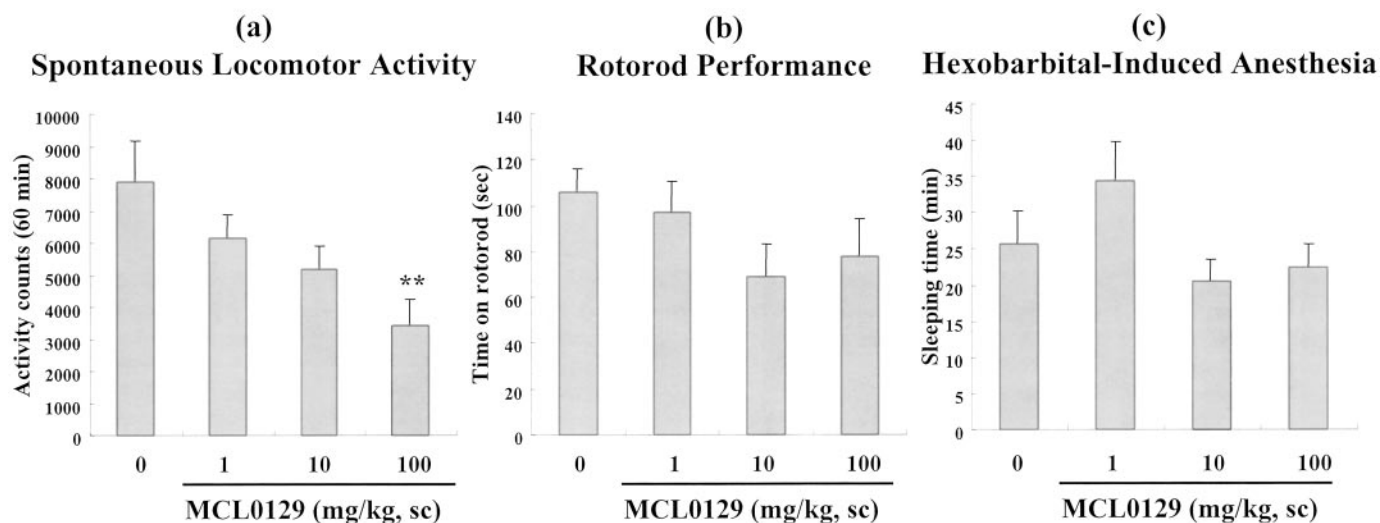 (a)
Spontaneous Locomotor Activity
Activity counts (60 min)
10000
9000
8000
7000
6000
5000
4000
3000
2000
1000
0
**
0 1 10 100
MCL0129 (mg/kg, sc)
(b)
Rotorod Performance
Time on rotorod (sec)
140
120
100
80
60
40
20
0
0 1 10 100
MCL0129 (mg/kg, sc)
(c)
Hexobarbital-Induced Anesthesia
Sleeping time (min)
45
40
35
30
25
20
15
10
5
0
0 1 10 100
MCL0129 (mg/kg, sc)